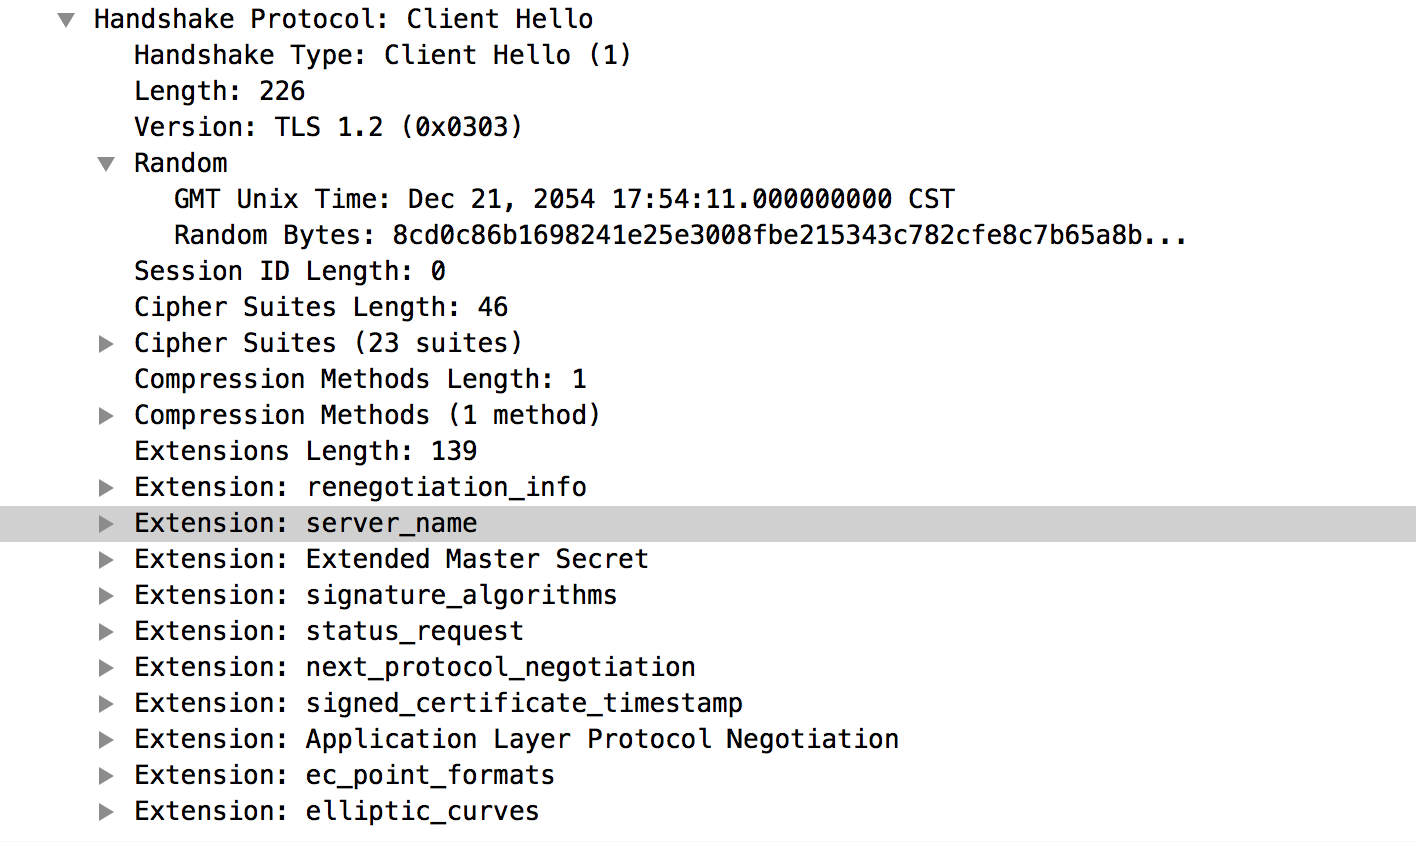 Handshake Protocol: Client Hello
Handshake Type: Client Hello (1)
Length: 226
Version: TLS 1.2 (0x0303)
Random
GMT Unix Time: Dec 21, 2054 17:54:11.000000000 CST
Random Bytes: 8cd0c86b1698241e25e3008fbe215343c782cfe8c7b65a8b...
Session ID Length: 0
Cipher Suites Length: 46
Cipher Suites (23 suites)
Compression Methods Length: 1
Compression Methods (1 method)
Extensions Length: 139
Extension: renegotiation_info
Extension: server_name
Extension: Extended Master Secret
Extension: signature_algorithms
Extension: status_request
Extension: next_protocol_negotiation
Extension: signed_certificate_timestamp
Extension: Application Layer Protocol Negotiation
Extension: ec_point_formats
Extension: elliptic_curves